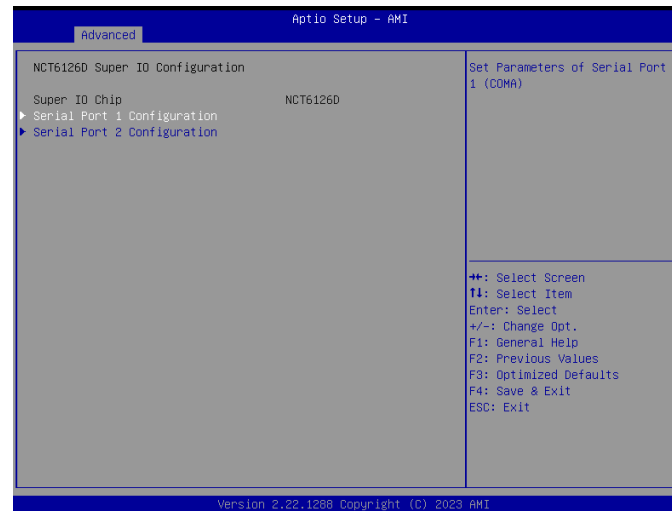 Aptio Setup – AMI
Advanced
NCT6126D Super IO Configuration
Super IO Chip NCT6126D
Serial Port 1 Configuration
Serial Port 2 Configuration
Set Parameters of Serial Port
1 (COMA)
→←: Select Screen
↑↓: Select Item
Enter: Select
+/-: Change Opt.
F1: General Help
F2: Previous Values
F3: Optimized Defaults
F4: Save & Exit
ESC: Exit
Version 2.22.1288 Copyright (C) 2023 AMI